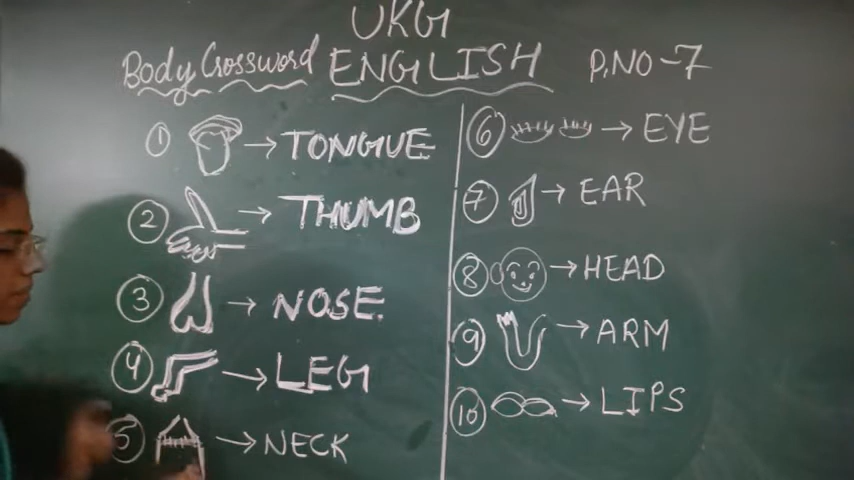 UKG
Body Crossword ENGLISH P.NO-7
1 → TONGUE
2 → THUMB
3 → NOSE.
4 → LEG
5 → NECK
6 → EYE
7 → EAR
8 → HEAD
9 → ARM
10 → LIPS